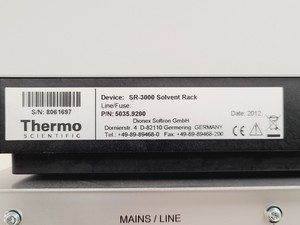 S/N: 8061697
Thermo
SCIENTIFIC
Device: SR-3000 Solvent Rack
Line/Fuse:
P/N: 5035.9200
Date: 2012
Dionex Softron GmbH
Dornierstr. 4 D-82110 Germering GERMANY
Tel.: +49-89-89468-0 Fax: +49-89-89468-200
MAINS / LINE